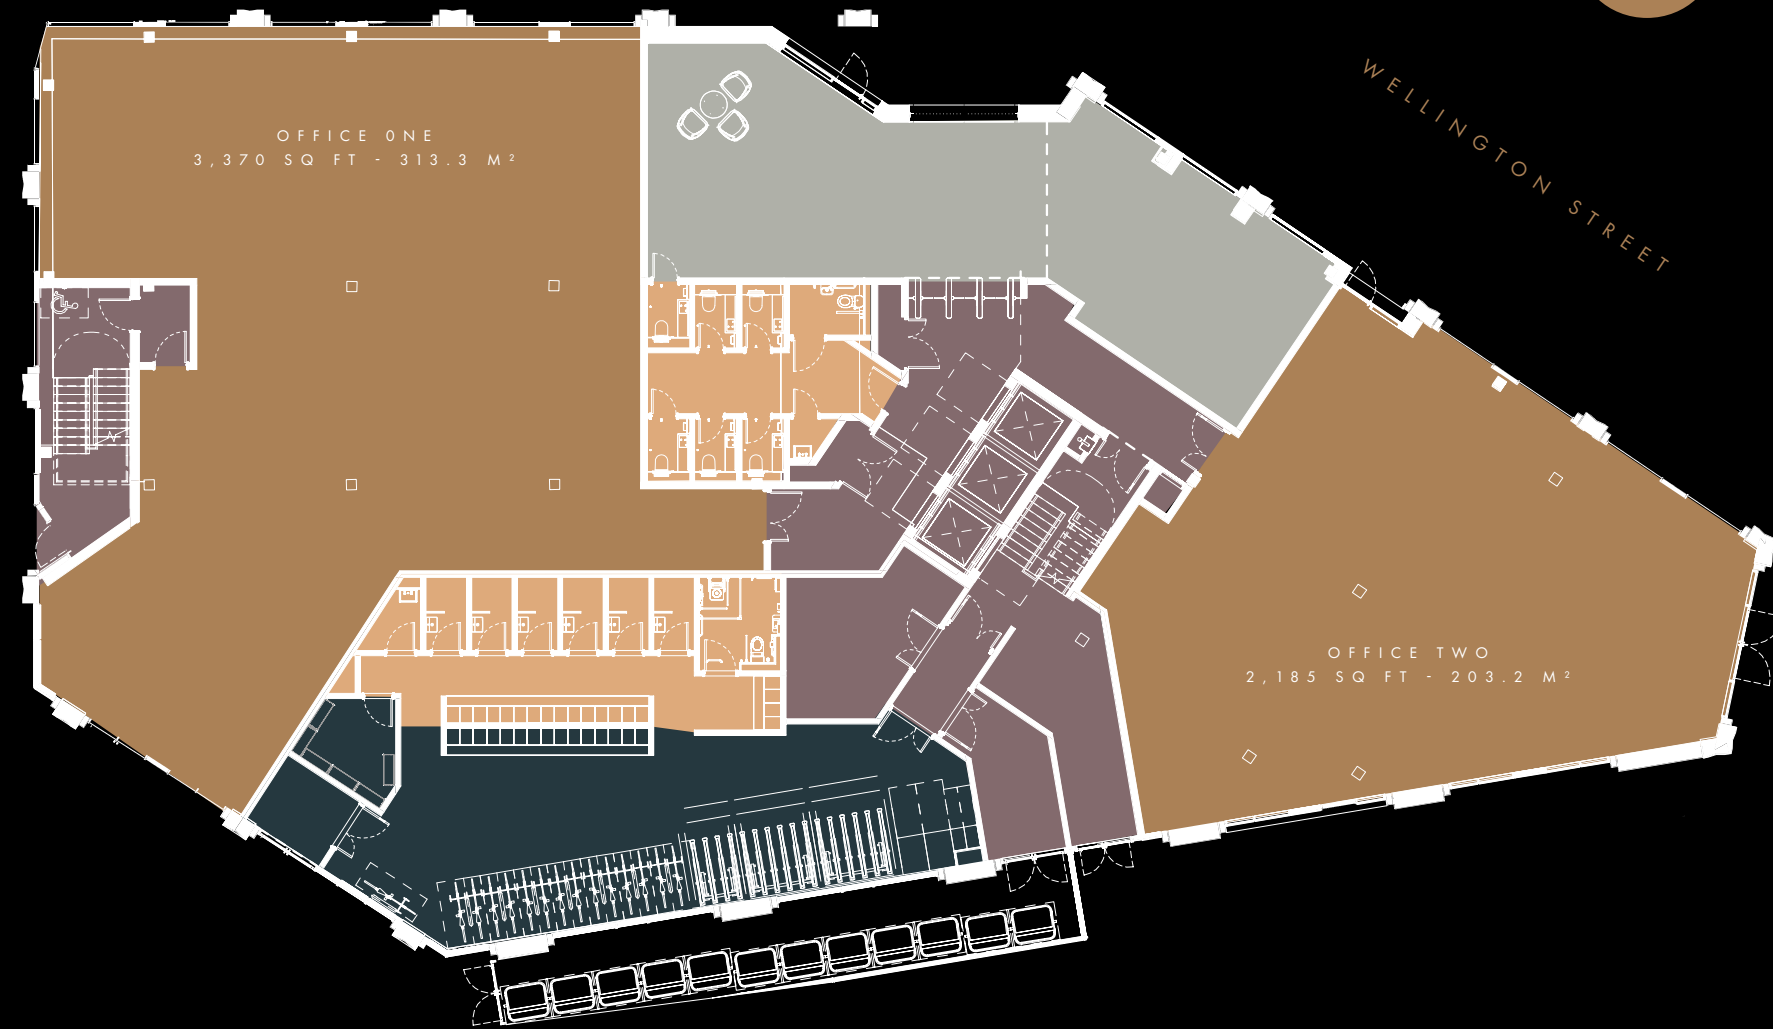 WELLINGTON STREET
OFFICE 0NE
3,370 SQ FT - 313.3 M²
OFFICE TWO
2,185 SQ FT - 203.2 M²